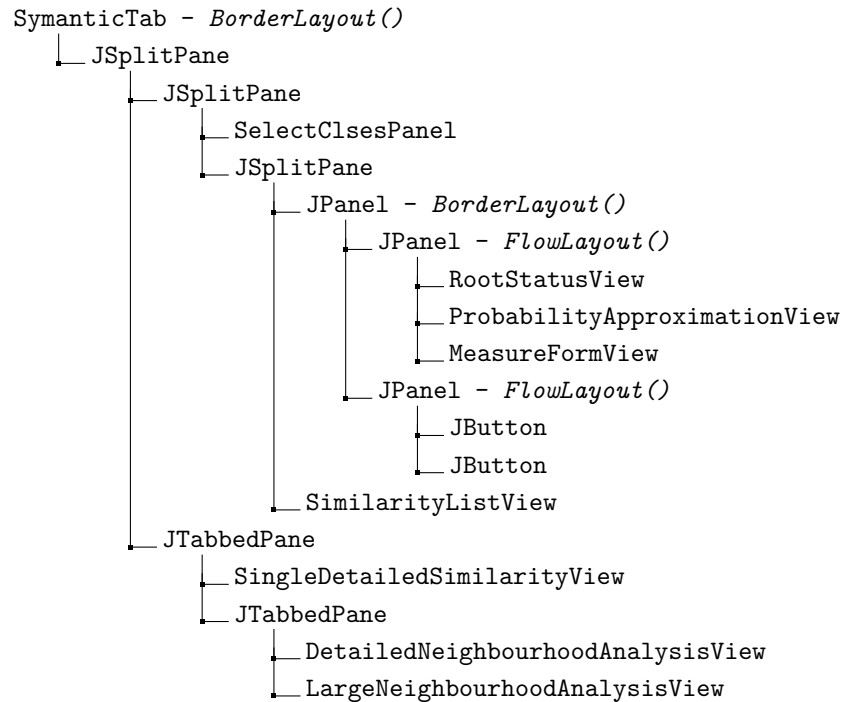 SymanticTab - BorderLayout()
JSplitPane
JSplitPane
SelectClsesPanel
JSplitPane
JPanel - BorderLayout()
JPanel - FlowLayout()
RootStatusView
ProbabilityApproximationView
MeasureFormView
JPanel - FlowLayout()
JButton
JButton
SimilarityListView
JTabbedPane
SingleDetailedSimilarityView
JTabbedPane
DetailedNeighbourhoodAnalysisView
LargeNeighbourhoodAnalysisView